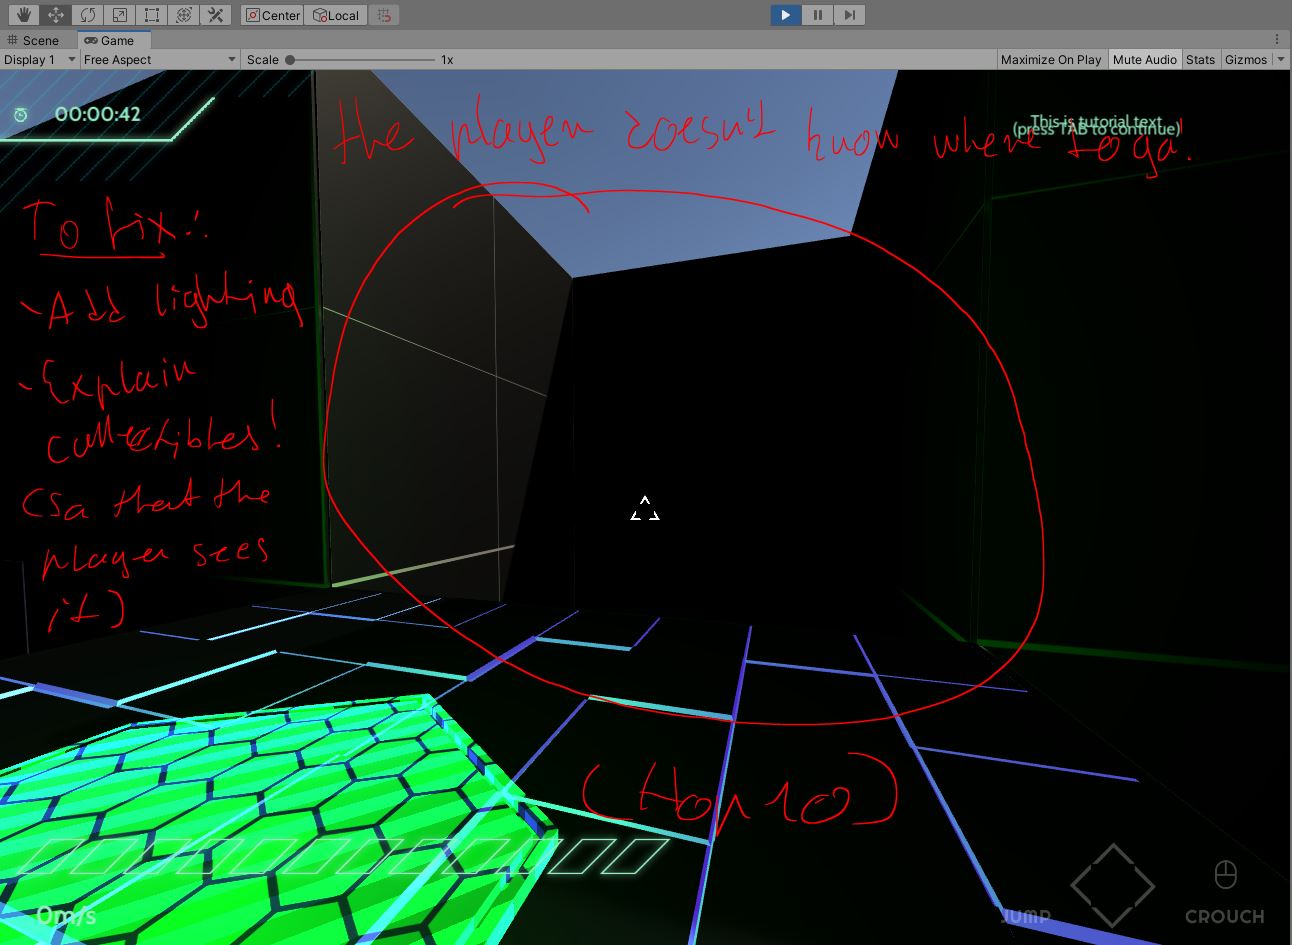 Center Local
Scene Game
Display 1 Free Aspect Scale 1x Maximize On Play Mute Audio Stats Gizmos
00:00:42
This is tutorial text
(press TAB to continue)
the player doesn't know where to go.
To fix:
- Add lighting
- Explain
collectibles!
(so that the
player sees
it)
0m/s
JUMP
CROUCH